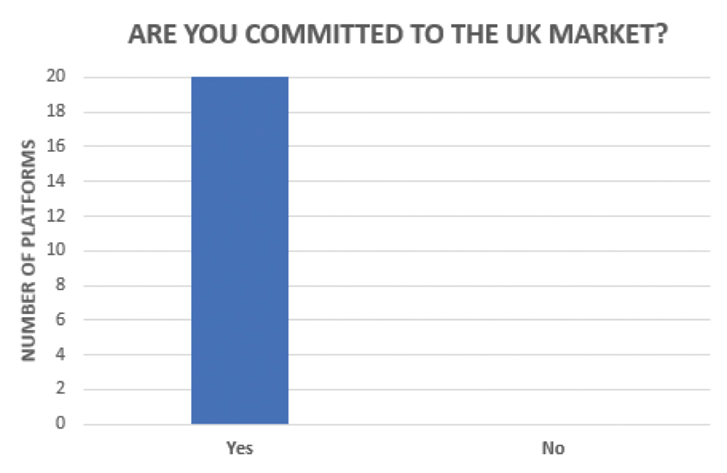 ARE YOU COMMITTED TO THE UK MARKET?
NUMBER OF PLATFORMS
20
18
16
14
12
10
8
6
4
2
0
Yes
No